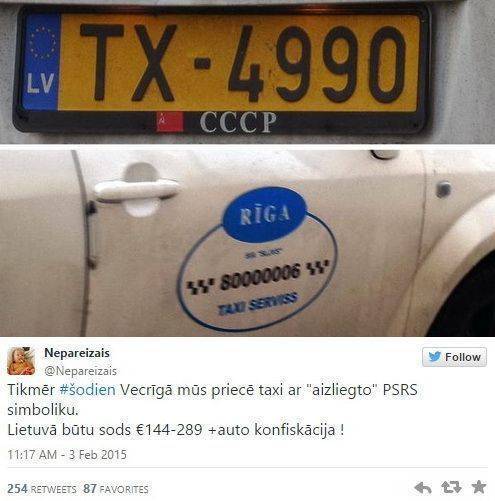 LV TX-4990
СССР
RĪGA
80000006
TAXI SERVISS
Nepareizais
@Nepareizais
Follow
Tikmēr #šodien Vecrīgā mūs priecē taxi ar "aizliegto" PSRS
simboliku.
Lietuvā būtu sods €144-289 +auto konfiskācija !
11:17 AM - 3 Feb 2015
254 RETWEETS 87 FAVORITES